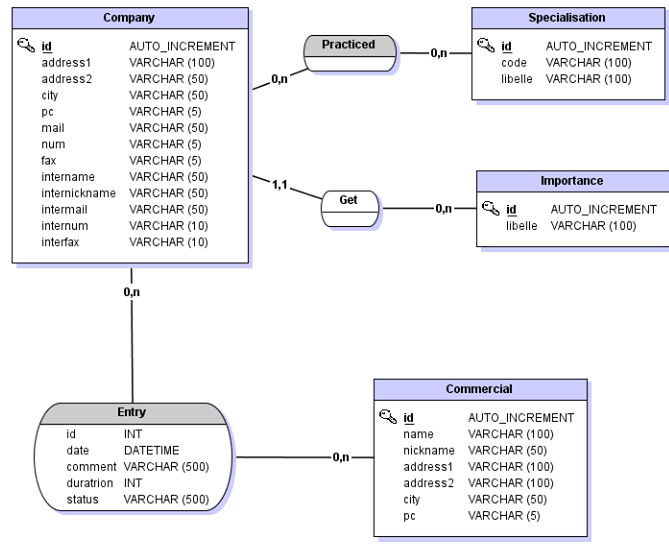 Company
id AUTO_INCREMENT
address1 VARCHAR (100)
address2 VARCHAR (50)
city VARCHAR (50)
pc VARCHAR (5)
mail VARCHAR (50)
num VARCHAR (5)
fax VARCHAR (5)
intername VARCHAR (50)
internickname VARCHAR (50)
intermail VARCHAR (50)
internum VARCHAR (10)
interfax VARCHAR (10)
Practiced
0,n
0,n
Specialisation
id AUTO_INCREMENT
code VARCHAR (100)
libelle VARCHAR (100)
1,1
Get
0,n
Importance
id AUTO_INCREMENT
libelle VARCHAR (100)
0,n
Entry
id INT
date DATETIME
comment VARCHAR (500)
duratrion INT
status VARCHAR (500)
0,n
Commercial
id AUTO_INCREMENT
name VARCHAR (100)
nickname VARCHAR (50)
address1 VARCHAR (100)
address2 VARCHAR (100)
city VARCHAR (50)
pc VARCHAR (5)